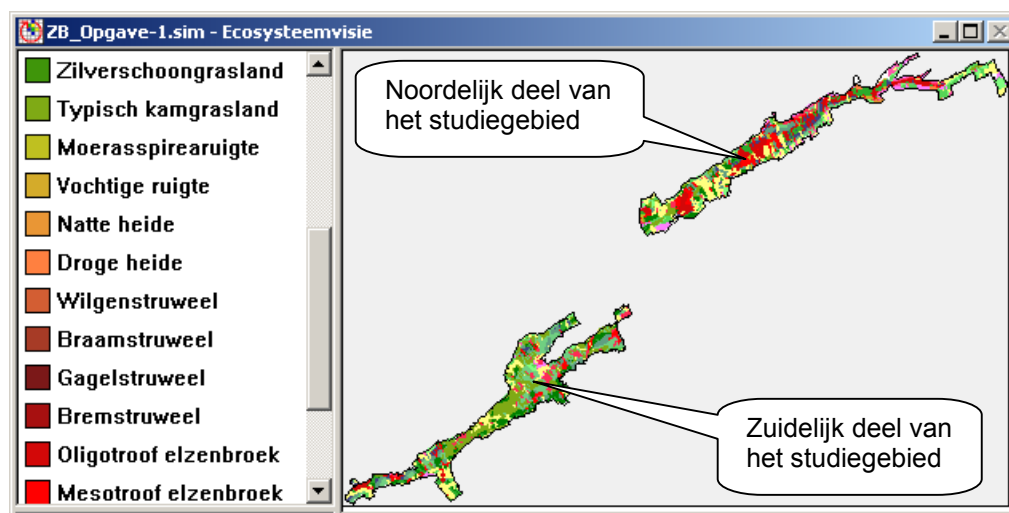 ZB_Opgave-1.sim - Ecosysteemvisie
Zilverschoongrasland
Typisch kamgrasland
Moerasspirearuigte
Vochtige ruigte
Natte heide
Droge heide
Wilgenstruweel
Braamstruweel
Gagelstruweel
Bremstruweel
Oligotroof elzenbroek
Mesotroof elzenbroek
Noordelijk deel van
het studiegebied
Zuidelijk deel van
het studiegebied